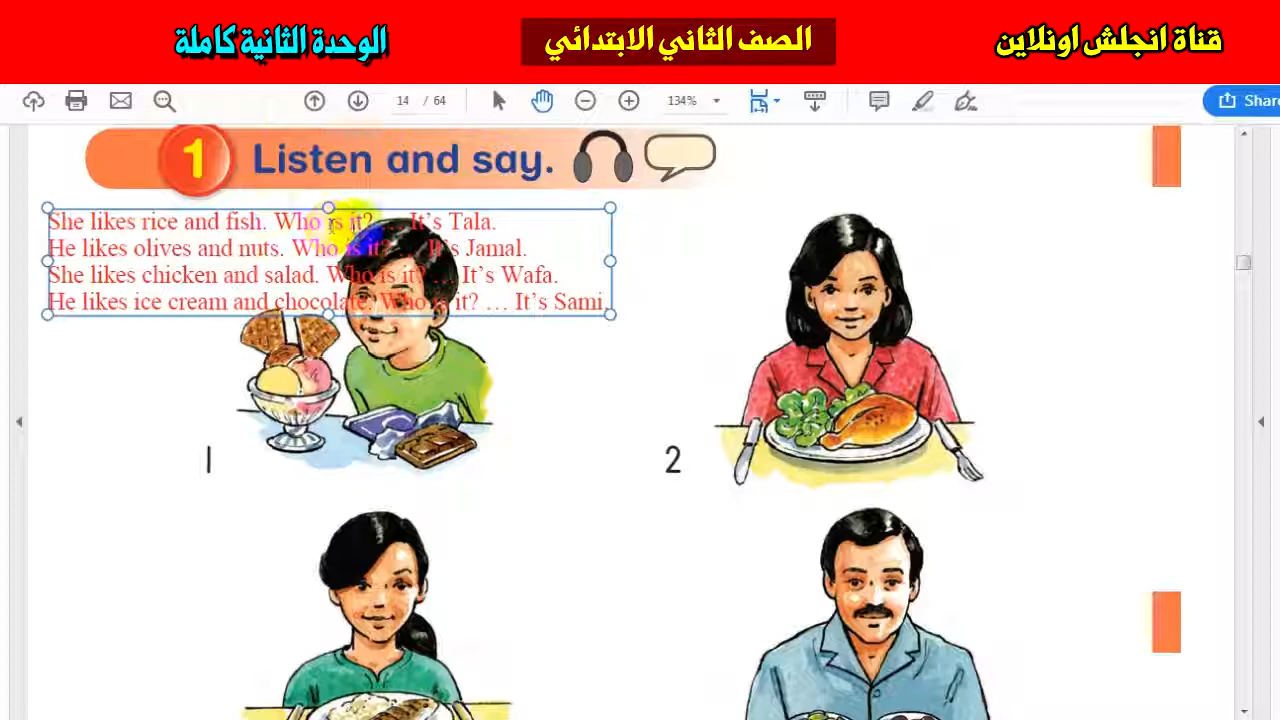 قناة انجلش اونلاين
الصف الثاني الابتدائي
الوحدة الثانية كاملة
14 / 64
134%
Share
1 Listen and say.
She likes rice and fish. Who is it? … It's Tala.
He likes olives and nuts. Who is it? … It's Jamal.
She likes chicken and salad. Who is it? … It's Wafa.
He likes ice cream and chocolate. Who is it? … It's Sami.
1
2